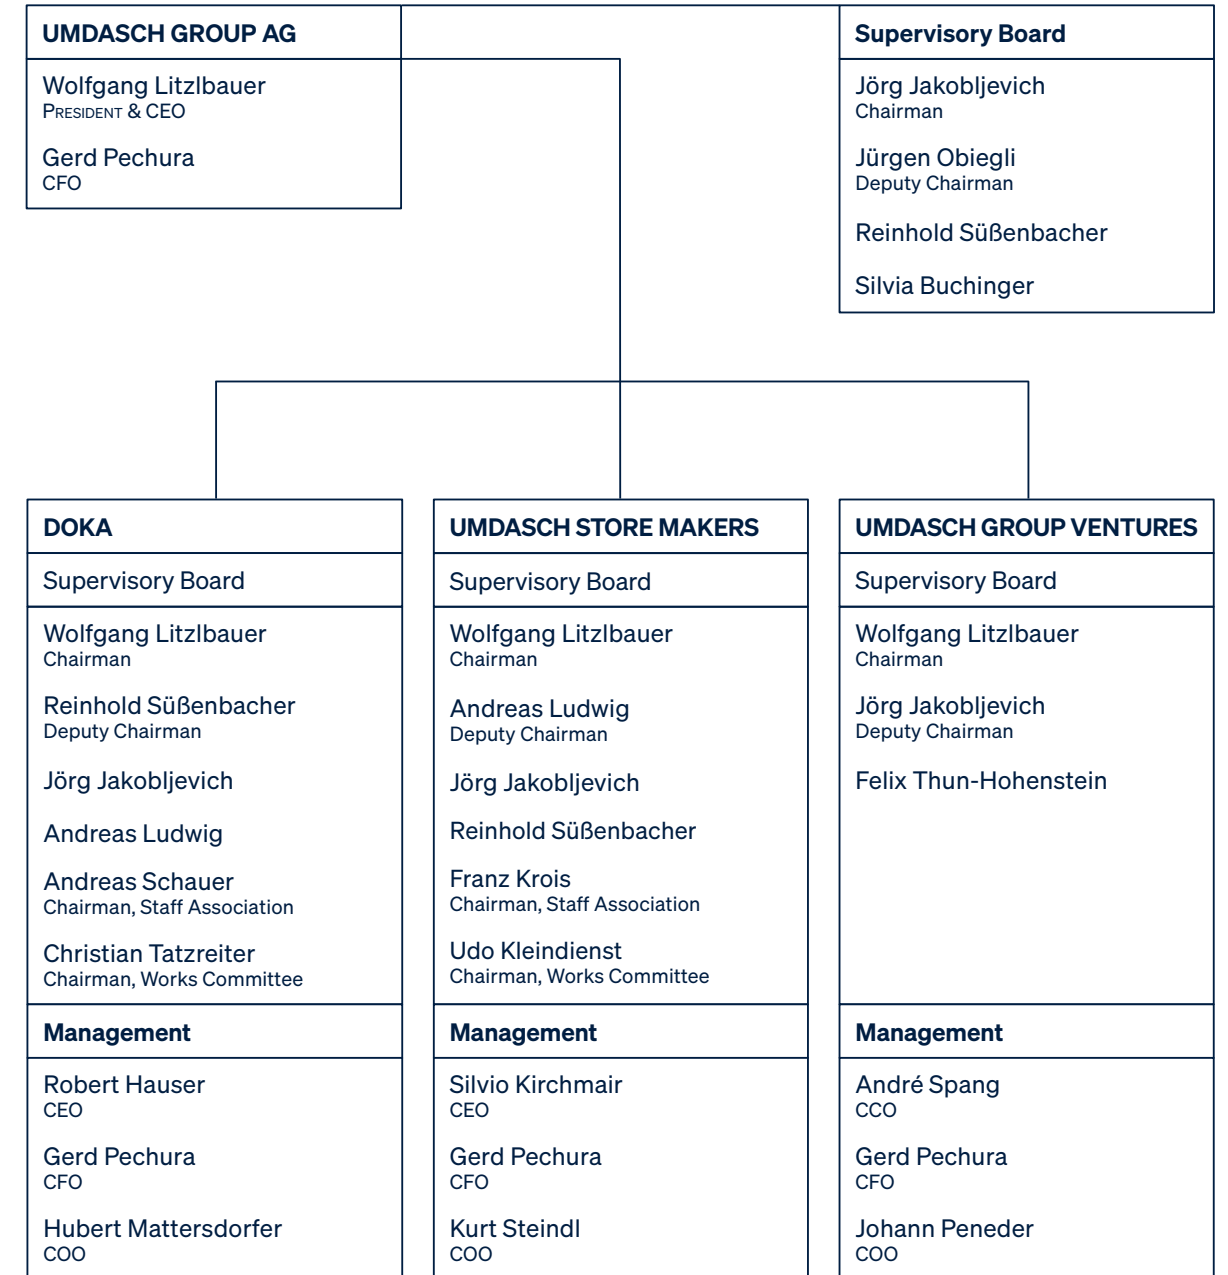 UMDASCH GROUP AG
Wolfgang Litzlbauer
President & CEO
Gerd Pechura
CFO
Supervisory Board
Jörg Jakobljevich
Chairman
Jürgen Obiegli
Deputy Chairman
Reinhold Süßenbacher
Silvia Buchinger
DOKA
Supervisory Board
Wolfgang Litzlbauer
Chairman
Reinhold Süßenbacher
Deputy Chairman
Jörg Jakobljevich
Andreas Ludwig
Andreas Schauer
Chairman, Staff Association
Christian Tatzreiter
Chairman, Works Committee
Management
Robert Hauser
CEO
Gerd Pechura
CFO
Hubert Mattersdorfer
COO
UMDASCH STORE MAKERS
Supervisory Board
Wolfgang Litzlbauer
Chairman
Andreas Ludwig
Deputy Chairman
Jörg Jakobljevich
Reinhold Süßenbacher
Franz Krois
Chairman, Staff Association
Udo Kleindienst
Chairman, Works Committee
Management
Silvio Kirchmair
CEO
Gerd Pechura
CFO
Kurt Steindl
COO
UMDASCH GROUP VENTURES
Supervisory Board
Wolfgang Litzlbauer
Chairman
Jörg Jakobljevich
Deputy Chairman
Felix Thun-Hohenstein
Management
André Spang
CCO
Gerd Pechura
CFO
Johann Peneder
COO